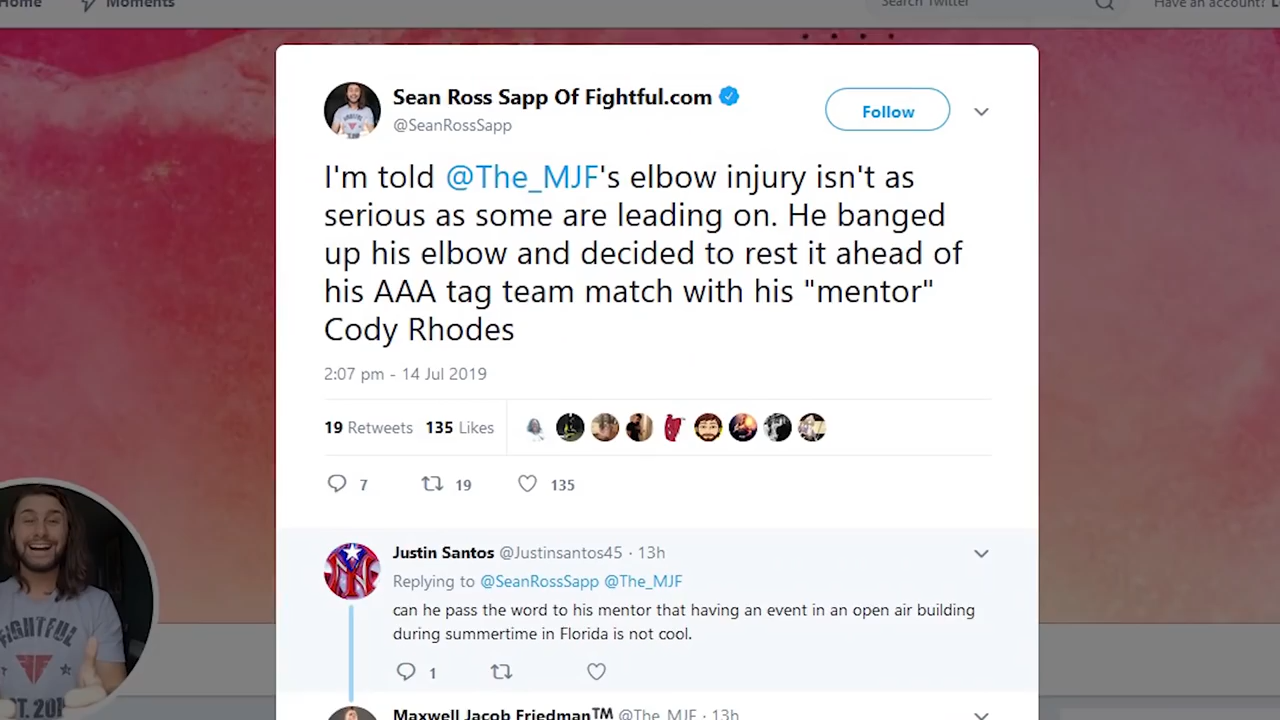 Home Moments Search Twitter Have an account?
Sean Ross Sapp Of Fightful.com
@SeanRossSapp
Follow
I'm told @The_MJF's elbow injury isn't as
serious as some are leading on. He banged
up his elbow and decided to rest it ahead of
his AAA tag team match with his "mentor"
Cody Rhodes
2:07 pm - 14 Jul 2019
19 Retweets 135 Likes
7 19 135
Justin Santos @Justinsantos45 · 13h
Replying to @SeanRossSapp @The_MJF
can he pass the word to his mentor that having an event in an open air building
during summertime in Florida is not cool.
1
Maxwell Jacob Friedman™ @The_MJF · 13h
FIGHTFUL